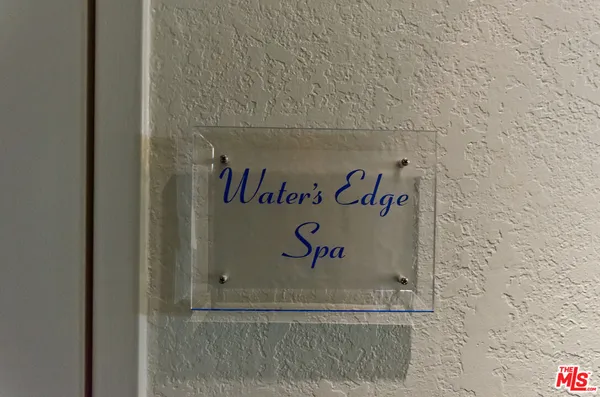 Water's Edge
Spa
THE
MLS